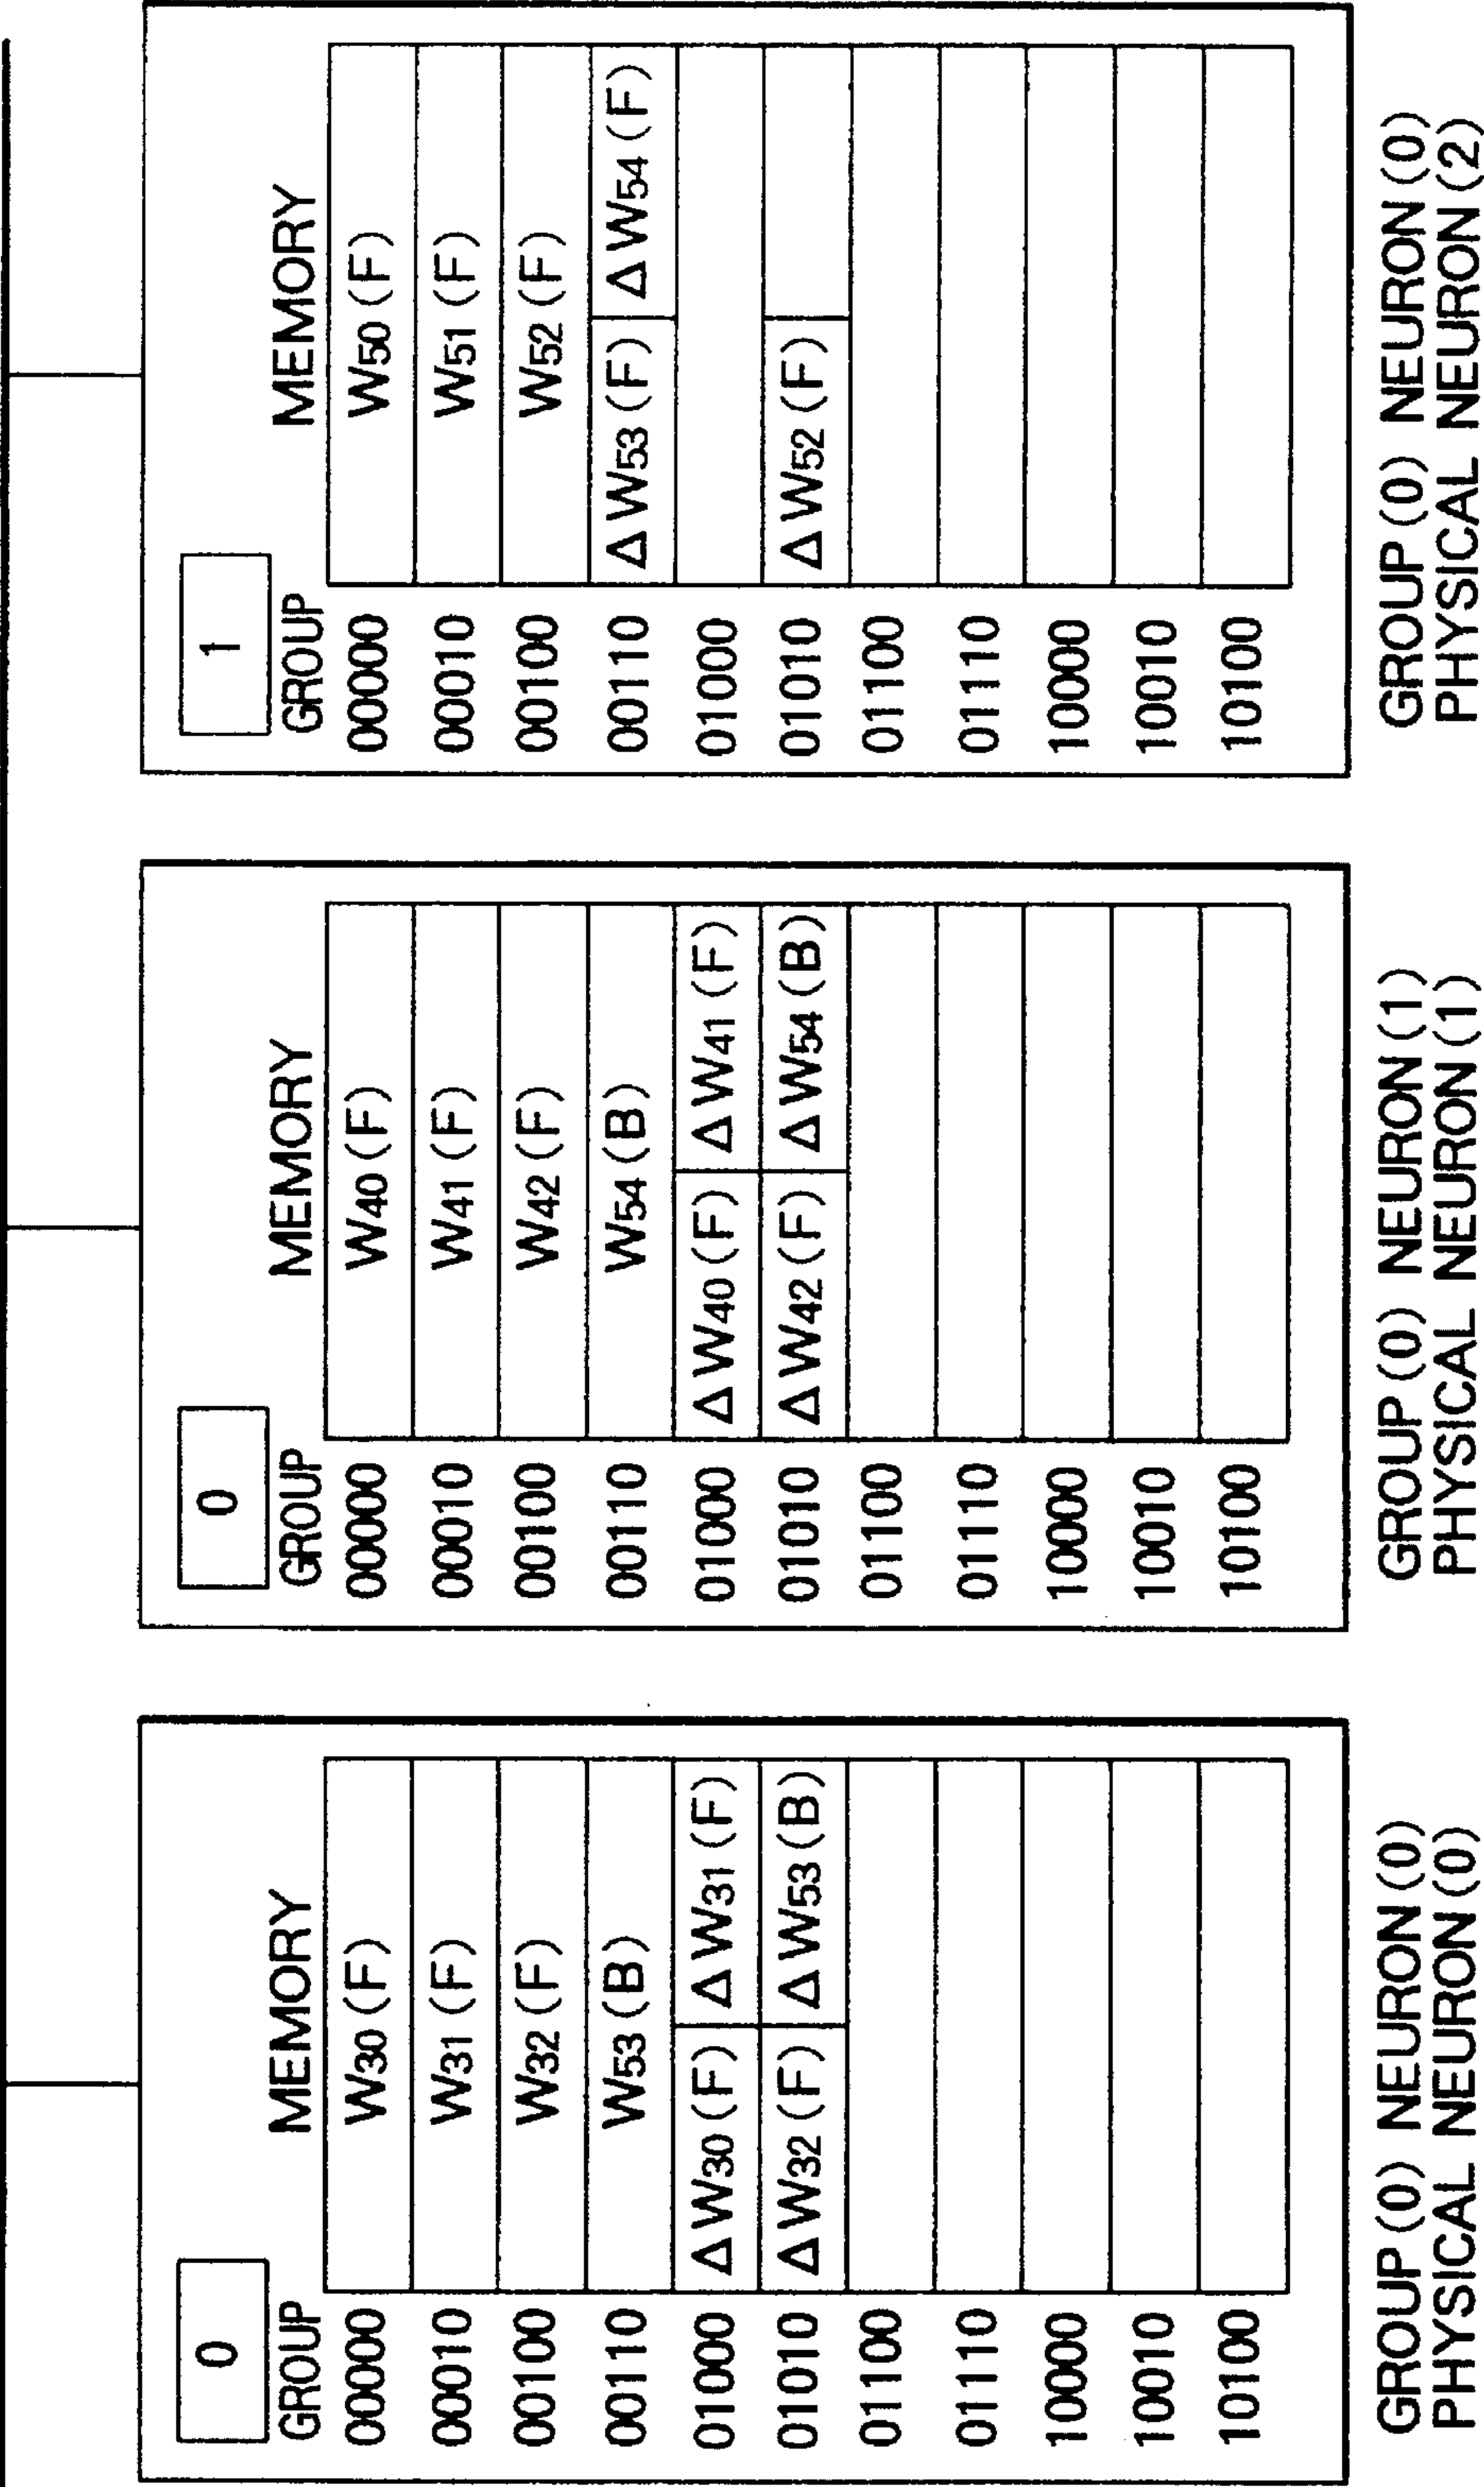 0
GROUP MEMORY
00000 W30 (F)
00010 W31 (F)
00100 W32 (F)
00110 W53 (B)
01000 ΔW30 (F) ΔW31 (F)
01010 ΔW32 (F) ΔW53 (B)
01100
01110
10000
10010
10100
GROUP (0) NEURON (0)
PHYSICAL NEURON (0)
0
GROUP MEMORY
00000 W40 (F)
00010 W41 (F)
00100 W42 (F)
00110 W54 (B)
01000 ΔW40 (F) ΔW41 (F)
01010 ΔW42 (F) ΔW54 (B)
01100
01110
10000
10010
10100
GROUP (0) NEURON (1)
PHYSICAL NEURON (1)
1
GROUP MEMORY
00000 W50 (F)
00010 W51 (F)
00100 W52 (F)
00110 ΔW53 (F) ΔW54 (F)
01000
01010 ΔW52 (F)
01100
01110
10000
10010
10100
GROUP (0) NEURON (0)
PHYSICAL NEURON (2)